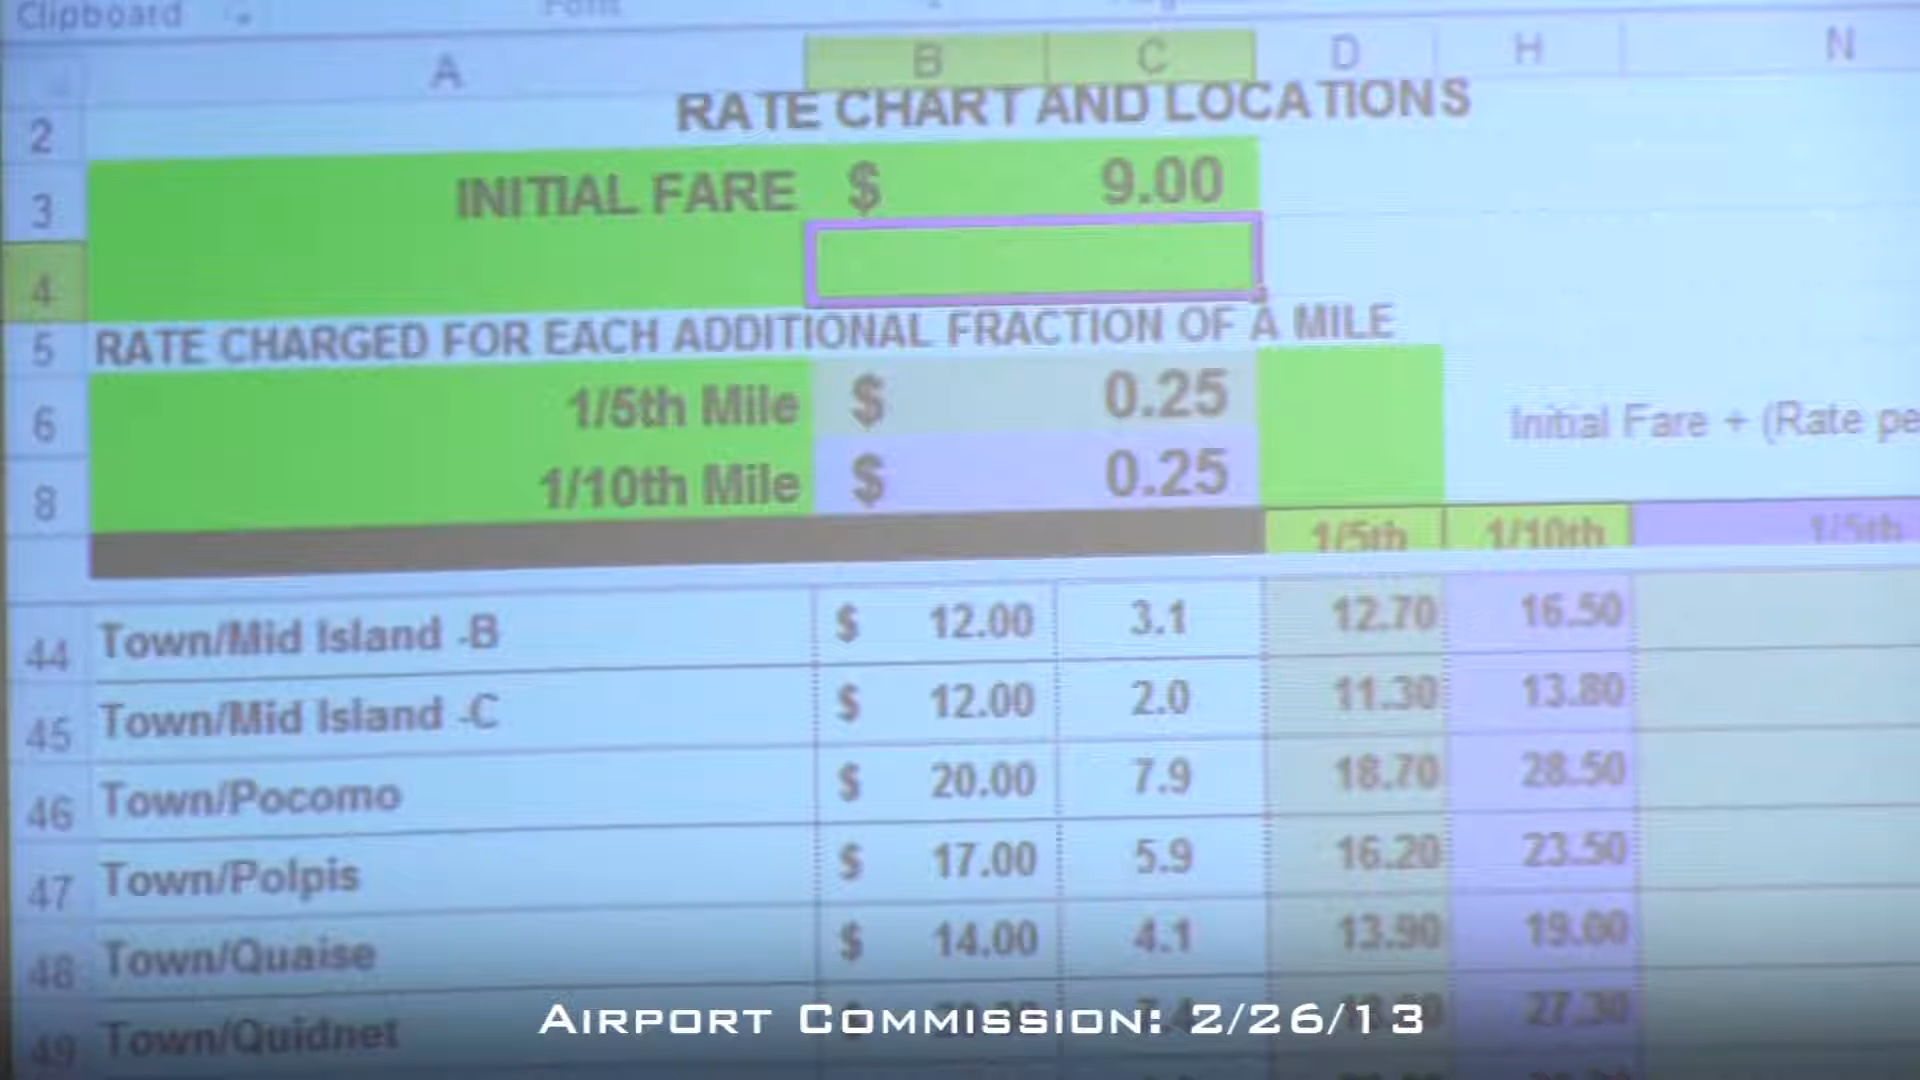 Clipboard
A B C D H N
2 RATE CHART AND LOCATIONS
3 INITIAL FARE $ 9.00
4
5 RATE CHARGED FOR EACH ADDITIONAL FRACTION OF A MILE
6 1/5th Mile $ 0.25 Initial Fare + (Rate pe
8 1/10th Mile $ 0.25
1/5th 1/10th 1/5th
44 Town/Mid Island -B $ 12.00 3.1 12.70 16.50
45 Town/Mid Island -C $ 12.00 2.0 11.30 13.80
46 Town/Pocomo $ 20.00 7.9 18.70 28.50
47 Town/Polpis $ 17.00 5.9 16.20 23.50
48 Town/Quaise $ 14.00 4.1 13.90 19.00
49 Town/Quidnet 27.30
AIRPORT COMMISSION: 2/26/13